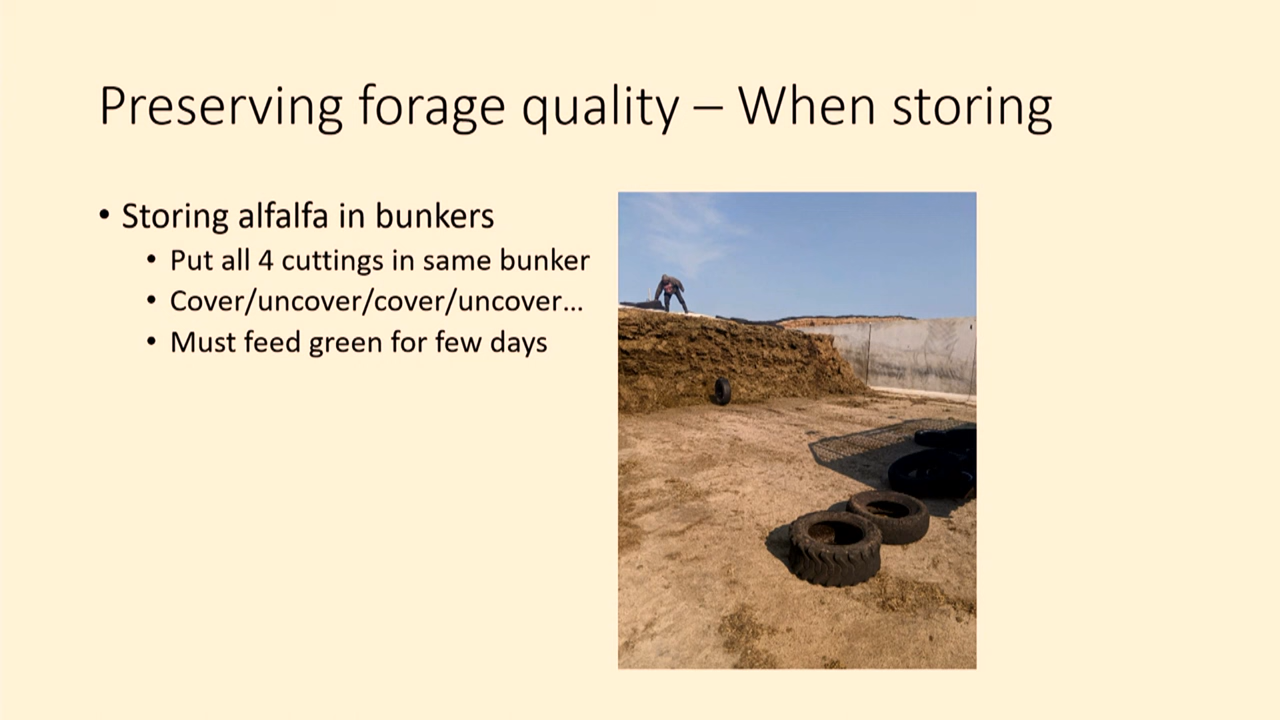 Preserving forage quality – When storing
• Storing alfalfa in bunkers
• Put all 4 cuttings in same bunker
• Cover/uncover/cover/uncover…
• Must feed green for few days